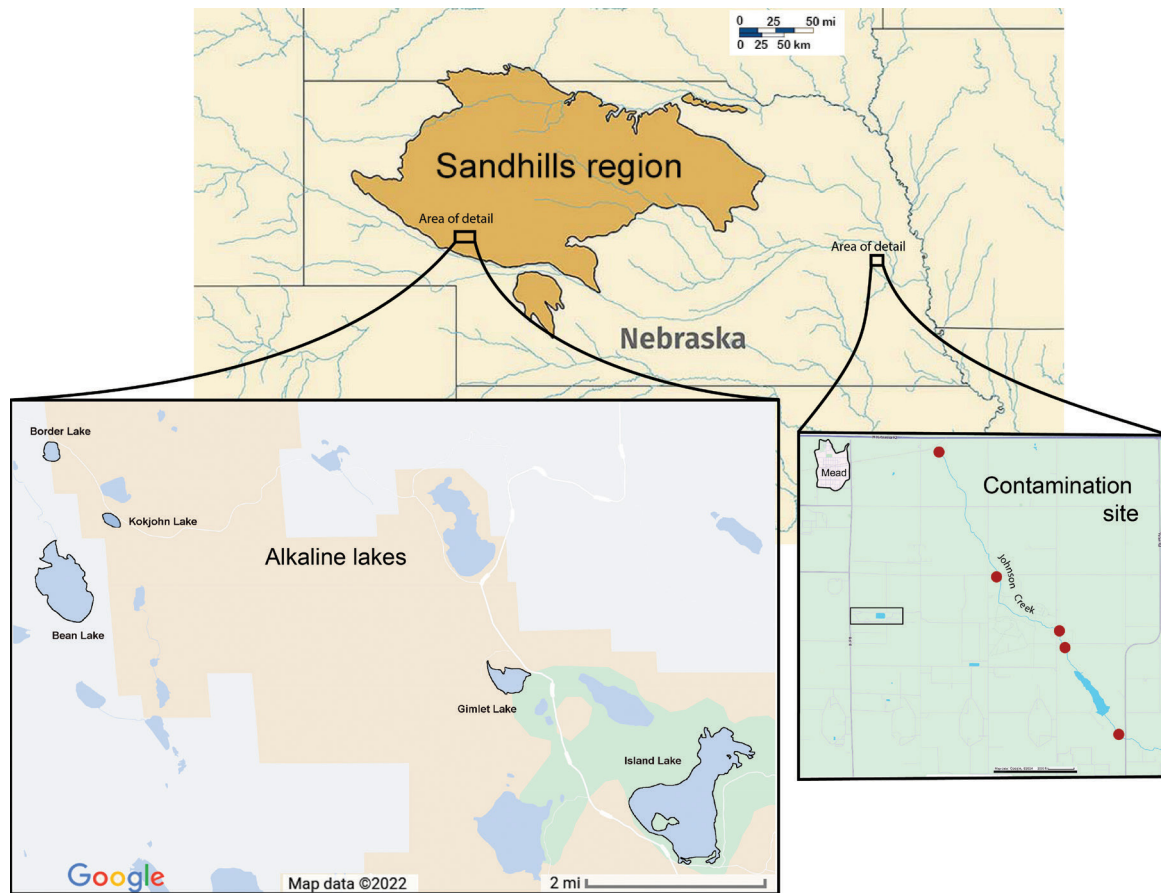 0 25 50 mi
0 25 50 km
Sandhills region
Area of detail
Area of detail
Nebraska
Border Lake
Kokjohn Lake
Alkaline lakes
Bean Lake
Gimlet Lake
Island Lake
Google
Map data ©2022
2 mi
Mead
Contamination
site
Johnson
Creek